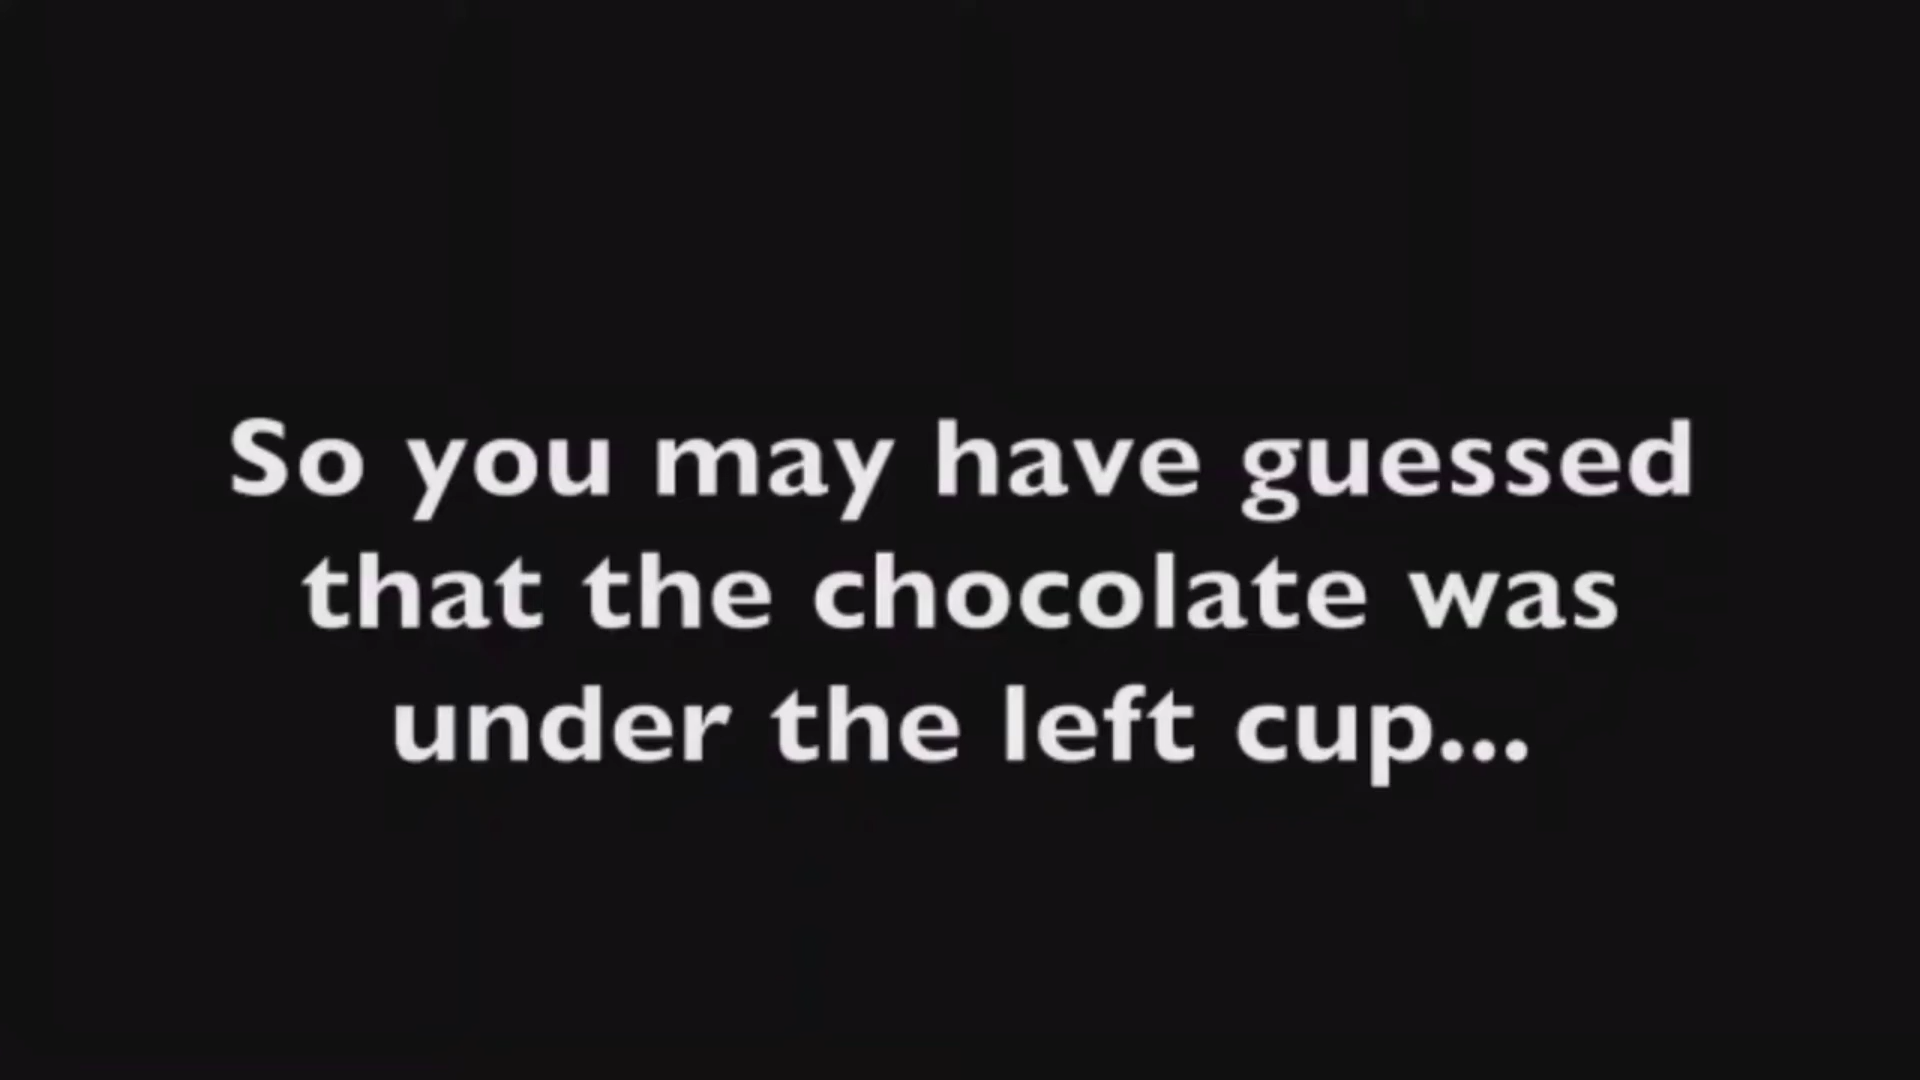 So you may have guessed
that the chocolate was
under the left cup...